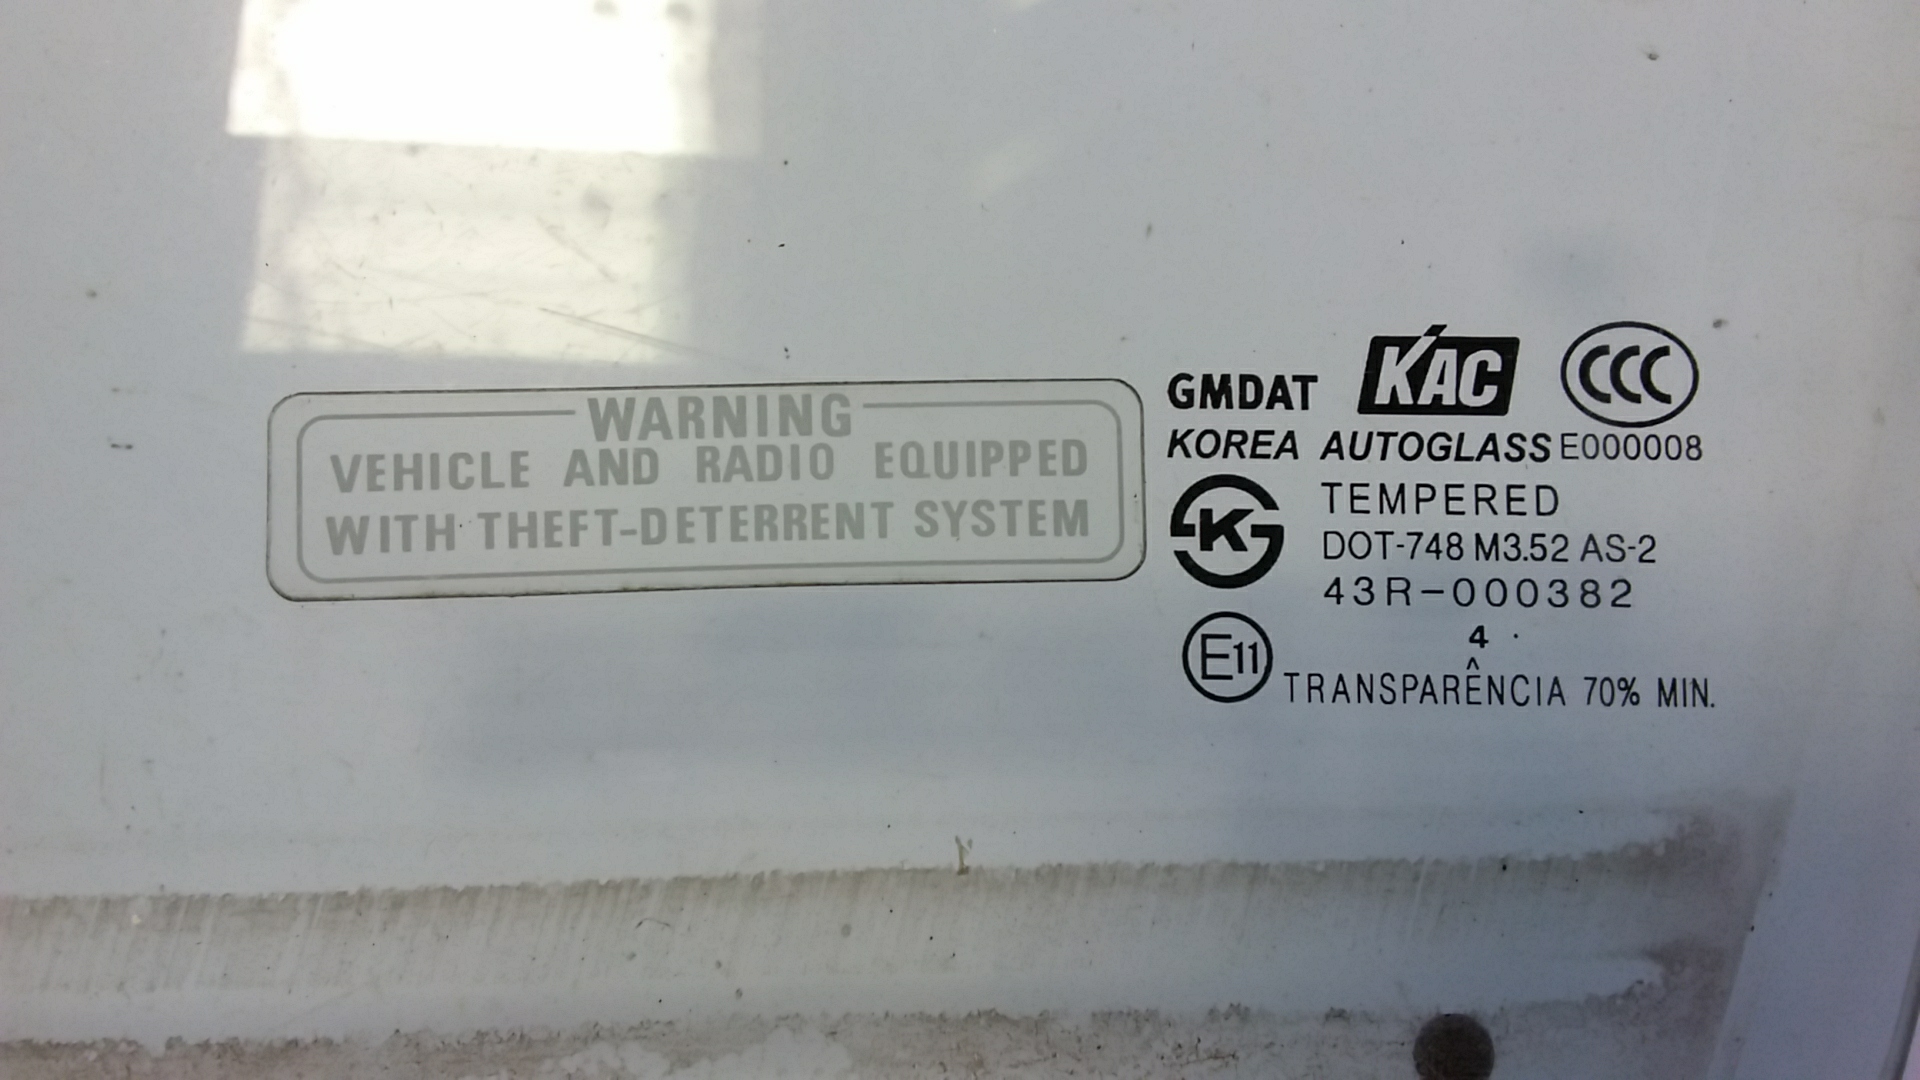 WARNING
VEHICLE AND RADIO EQUIPPED
WITH THEFT-DETERRENT SYSTEM
GMDAT KAC CCC
KOREA AUTOGLASS E000008
K
TEMPERED
DOT-748 M3.52 AS-2
43R-000382
4 .
E11
TRANSPARÊNCIA 70% MIN.